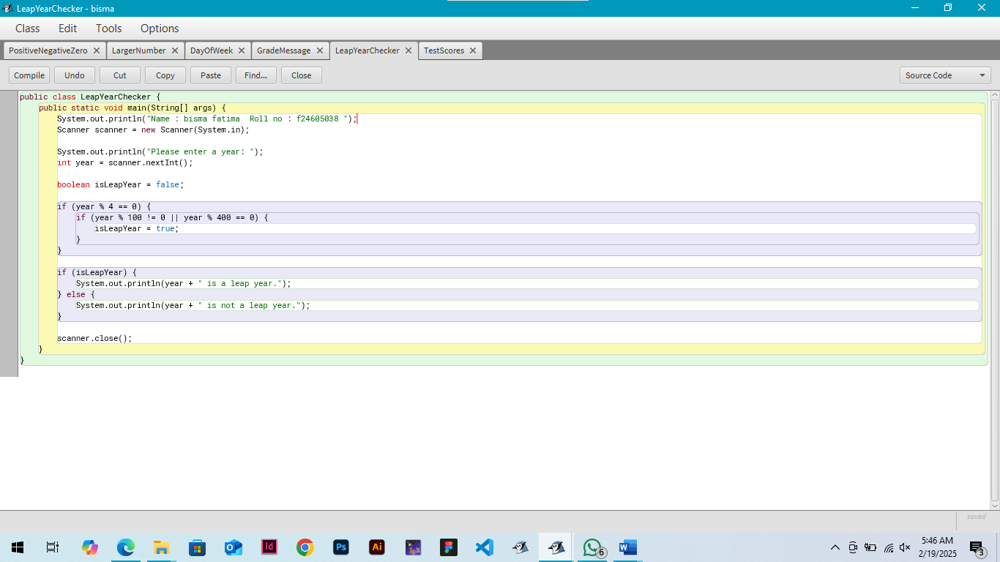 LeapYearChecker - bisma
Class Edit Tools Options
PositiveNegativeZero LargerNumber DayOfWeek GradeMessage LeapYearChecker TestScores
Compile Undo Cut Copy Paste Find... Close Source Code
public class LeapYearChecker {
    public static void main(String[] args) {
        System.out.println("Name : bisma fatima  Roll no : f24605038 ");
        Scanner scanner = new Scanner(System.in);
        System.out.println("Please enter a year: ");
        int year = scanner.nextInt();
        boolean isLeapYear = false;
        if (year % 4 == 0) {
            if (year % 100 != 0 || year % 400 == 0) {
                isLeapYear = true;
            }
        }
        if (isLeapYear) {
            System.out.println(year + " is a leap year.");
        } else {
            System.out.println(year + " is not a leap year.");
        }
        scanner.close();
    }
}
saved
Id Ps Ai TEX W 6
5:46 AM
2/19/2025
3